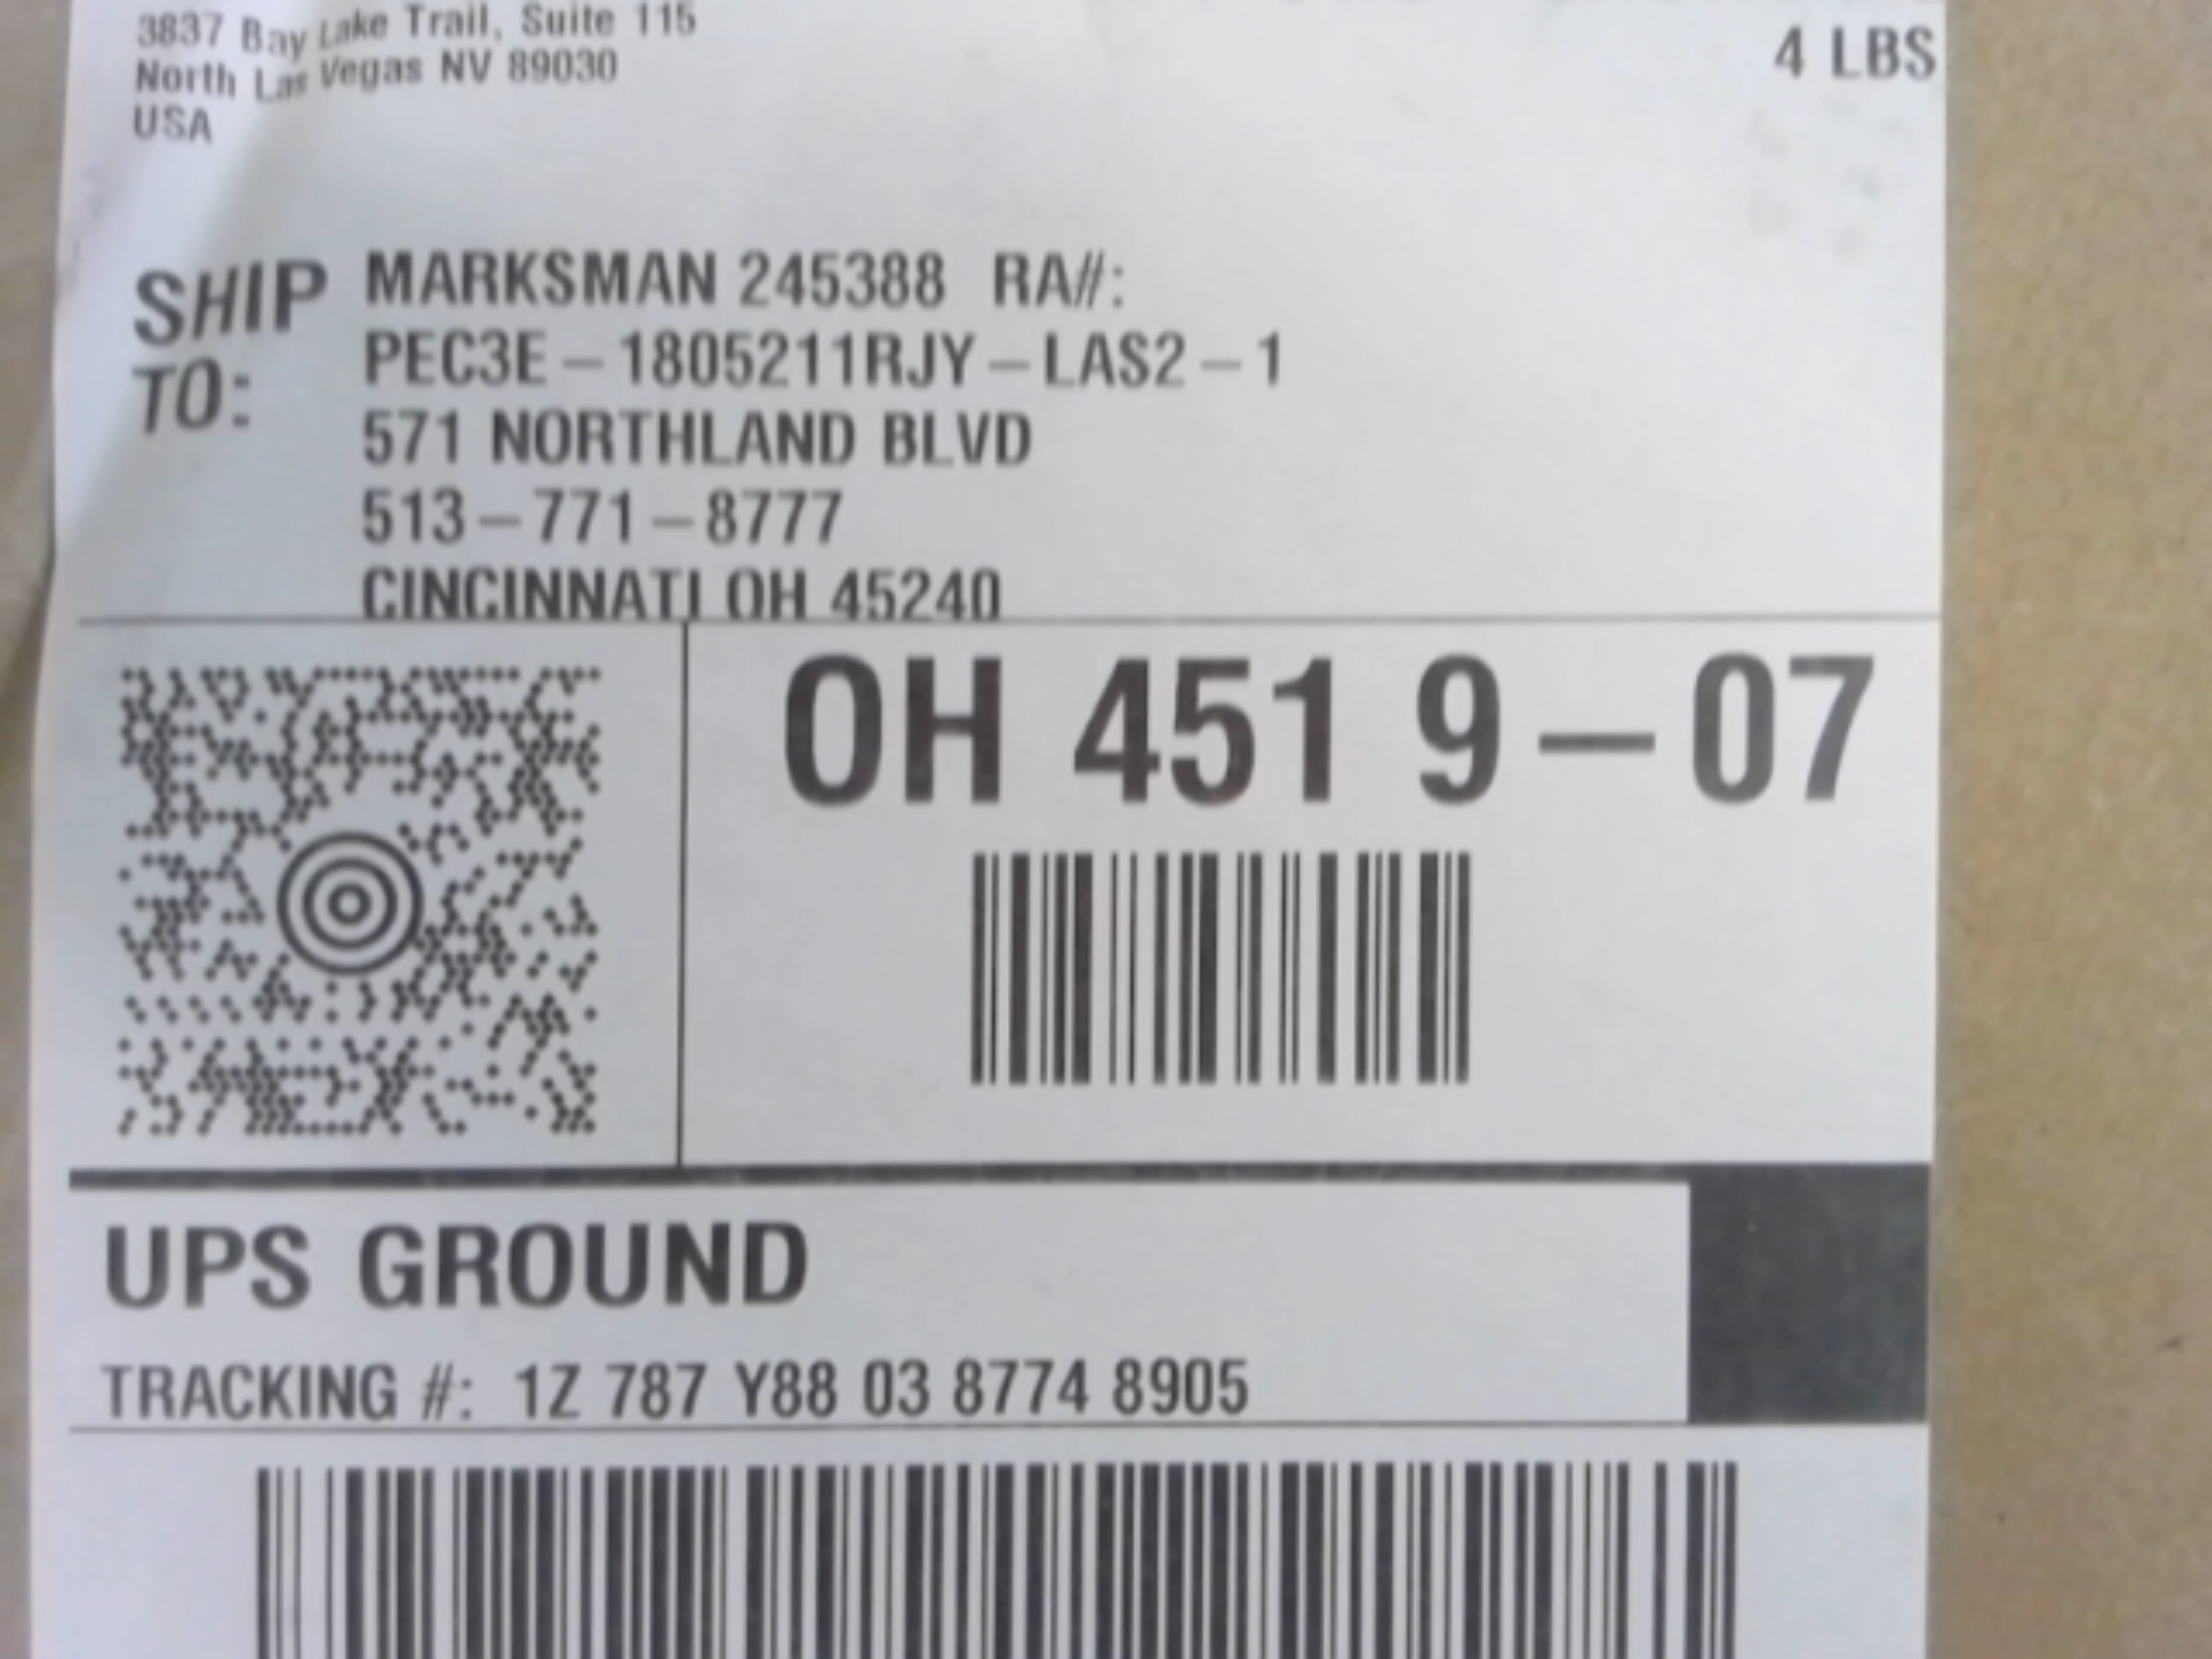 3837 Bay Lake Trail, Suite 115
North Las Vegas NV 89030
USA
4 LBS
SHIP TO:
MARKSMAN 245388 RA#:
PEC3E-1805211RJY-LAS2-1
571 NORTHLAND BLVD
513-771-8777
CINCINNATI OH 45240
OH 451 9-07
UPS GROUND
TRACKING #: 1Z 787 Y88 03 8774 8905